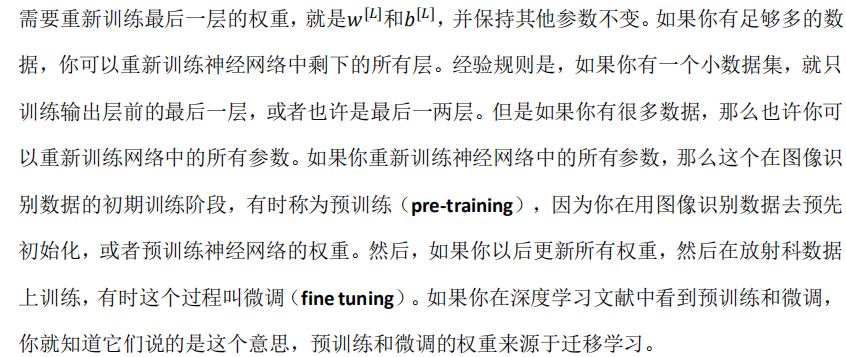 需要重新训练最后一层的权重，就是w[L]和b[L]，并保持其他参数不变。如果你有足够多的数
据，你可以重新训练神经网络中剩下的所有层。经验规则是，如果你有一个小数据集，就只
训练输出层前的最后一层，或者也许是最后一两层。但是如果你有很多数据，那么也许你可
以重新训练网络中的所有参数。如果你重新训练神经网络中的所有参数，那么这个在图像识
别数据的初期训练阶段，有时称为预训练（pre-training），因为你在用图像识别数据去预先
初始化，或者预训练神经网络的权重。然后，如果你以后更新所有权重，然后在放射科数据
上训练，有时这个过程叫微调（fine tuning）。如果你在深度学习文献中看到预训练和微调，
你就知道它们说的是这个意思，预训练和微调的权重来源于迁移学习。